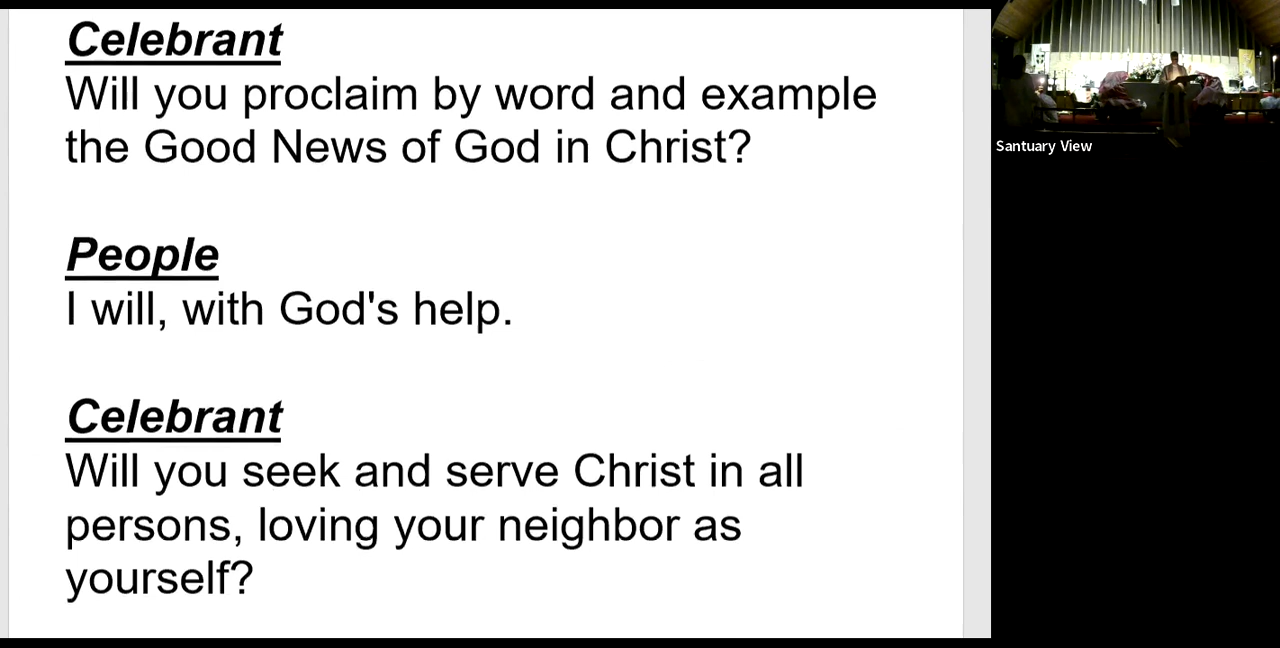 Celebrant
Will you proclaim by word and example
the Good News of God in Christ?
People
I will, with God's help.
Celebrant
Will you seek and serve Christ in all
persons, loving your neighbor as
yourself?
Santuary View